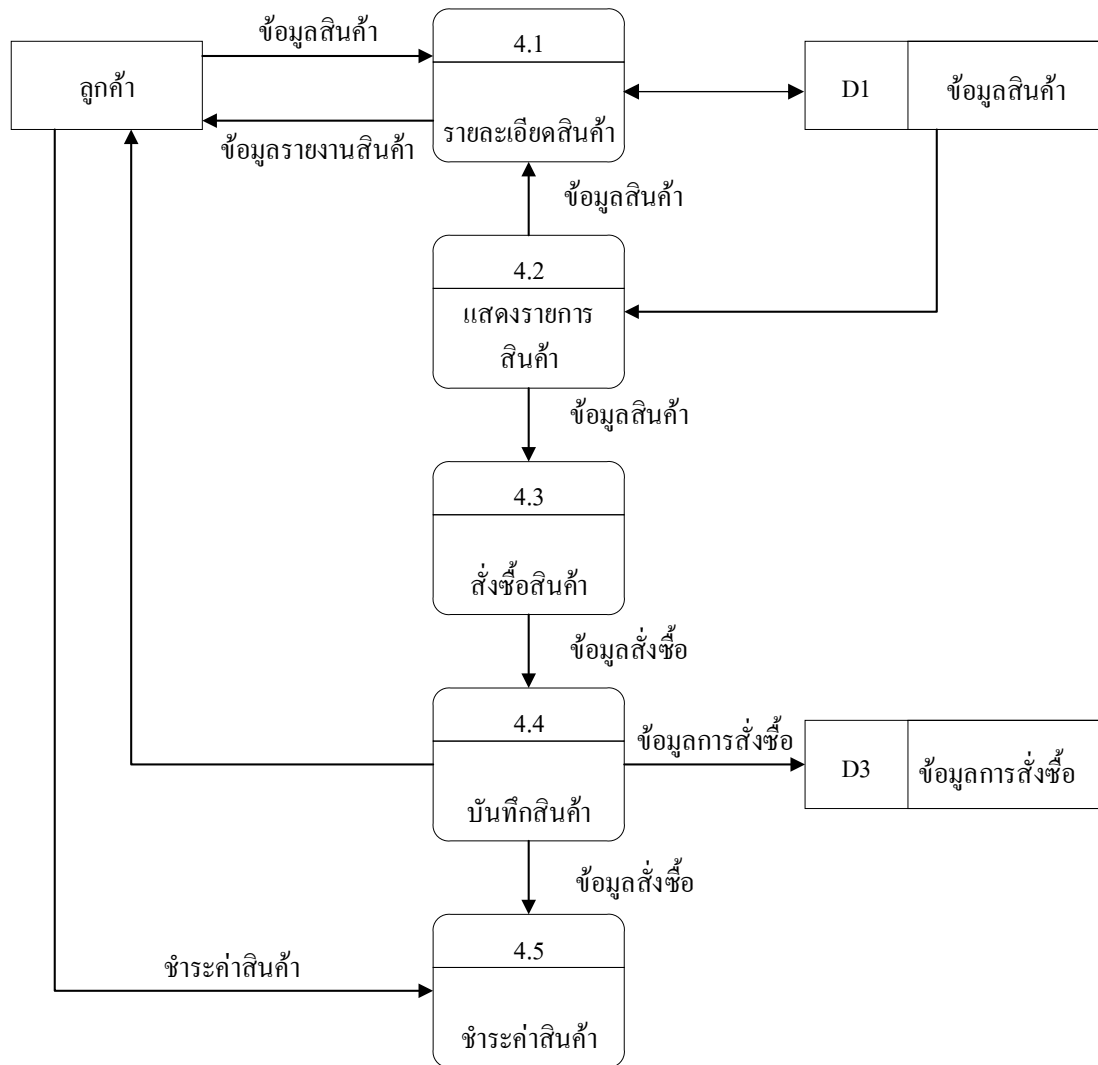 ข้อมูลสินค้า
4.1
ลูกค้า
D1
ข้อมูลสินค้า
รายละเอียดสินค้า
ข้อมูลรายงานสินค้า
ข้อมูลสินค้า
4.2
แสดงรายการ
สินค้า
ข้อมูลสินค้า
4.3
สั่งซื้อสินค้า
ข้อมูลสั่งซื้อ
4.4
ข้อมูลการสั่งซื้อ
D3
ข้อมูลการสั่งซื้อ
บันทึกสินค้า
ข้อมูลสั่งซื้อ
4.5
ชำระค่าสินค้า
ชำระค่าสินค้า